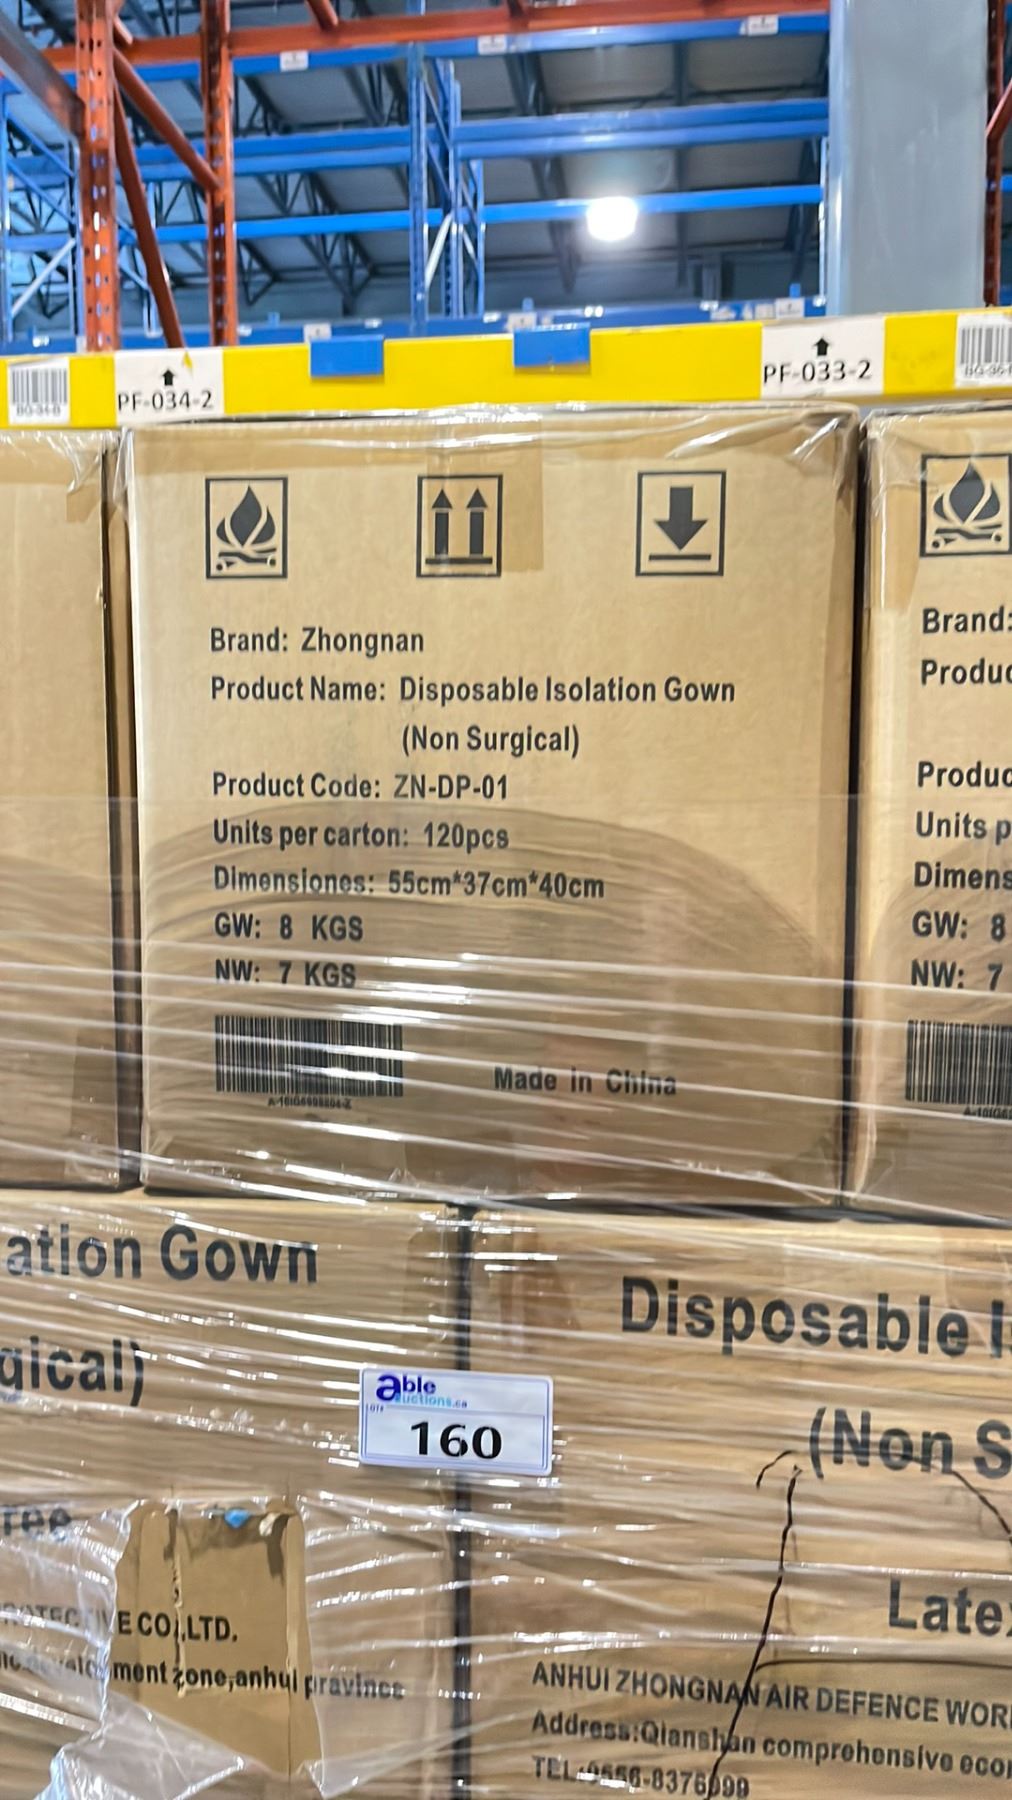 PF-034-2
PF-033-2
Brand: Zhongnan
Product Name: Disposable Isolation Gown
(Non Surgical)
Product Code: ZN-DP-01
Units per carton: 120pcs
Dimensiones: 55cm*37cm*40cm
GW: 8 KGS
NW: 7 KGS
Made in China
Brand:
Produc
Produc
Units p
Dimens
GW: 8
NW: 7
ation Gown
gical)
Disposable I
(Non S
able
auctions.ca
160
ree
E CO.,LTD.
ment zone,anhui pravince
Late
ANHUI ZHONGNAN AIR DEFENCE WOR
Address:Qianshan comprehensive eco